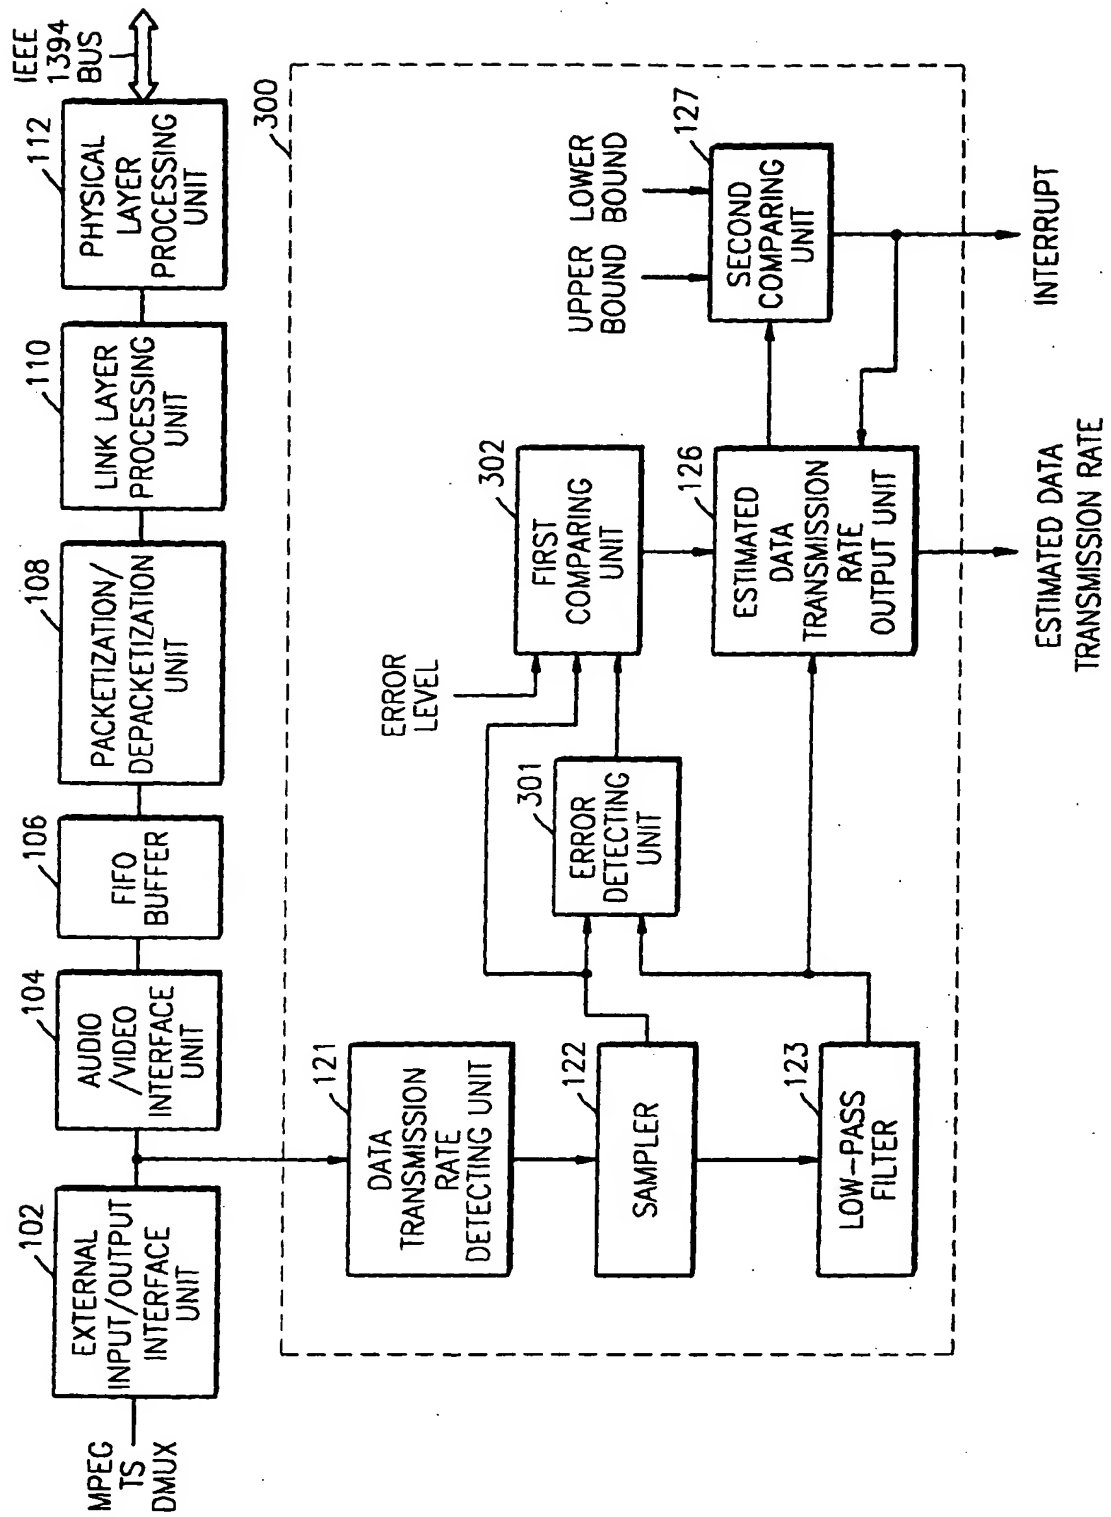 MPEG
TS
DMUX
102
EXTERNAL
INPUT/OUTPUT
INTERFACE
UNIT
104
AUDIO
/VIDEO
INTERFACE
UNIT
106
FIFO
BUFFER
108
PACKETIZATION/
DEPACKETIZATION
UNIT
110
LINK LAYER
PROCESSING
UNIT
112
PHYSICAL
LAYER
PROCESSING
UNIT
IEEE
1394
BUS
300
121
DATA
TRANSMISSION
RATE
DETECTING UNIT
122
SAMPLER
123
LOW-PASS
FILTER
301
ERROR
DETECTING
UNIT
ERROR
LEVEL
302
FIRST
COMPARING
UNIT
126
ESTIMATED
DATA
TRANSMISSION
RATE
OUTPUT UNIT
UPPER
BOUND
LOWER
BOUND
127
SECOND
COMPARING
UNIT
ESTIMATED DATA
TRANSMISSION RATE
INTERRUPT